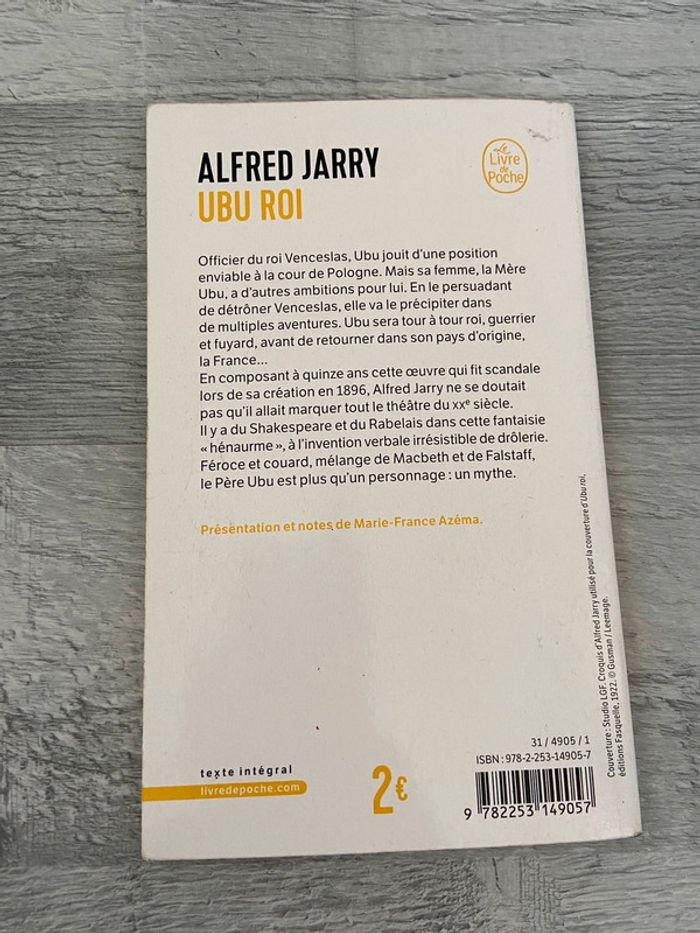 ALFRED JARRY
UBU ROI
Le
Livre
de
Poche
Officier du roi Venceslas, Ubu jouit d'une position
enviable à la cour de Pologne. Mais sa femme, la Mère
Ubu, a d'autres ambitions pour lui. En le persuadant
de détrôner Venceslas, elle va le précipiter dans
de multiples aventures. Ubu sera tour à tour roi, guerrier
et fuyard, avant de retourner dans son pays d'origine,
la France...
En composant à quinze ans cette œuvre qui fit scandale
lors de sa création en 1896, Alfred Jarry ne se doutait
pas qu'il allait marquer tout le théâtre du XXe siècle.
Il y a du Shakespeare et du Rabelais dans cette fantaisie
« hénaurme », à l'invention verbale irrésistible de drôlerie.
Féroce et couard, mélange de Macbeth et de Falstaff,
le Père Ubu est plus qu'un personnage : un mythe.
Présentation et notes de Marie-France Azéma.
Couverture : Studio LGF. Croquis d'Alfred Jarry utilisé pour la couverture d'Ubu roi,
éditions Fasquelle, 1922. © Gusman / Leemage.
texte intégral
livredepoche.com
2€
31 / 4905 / 1
ISBN : 978-2-253-14905-7
9 782253 149057